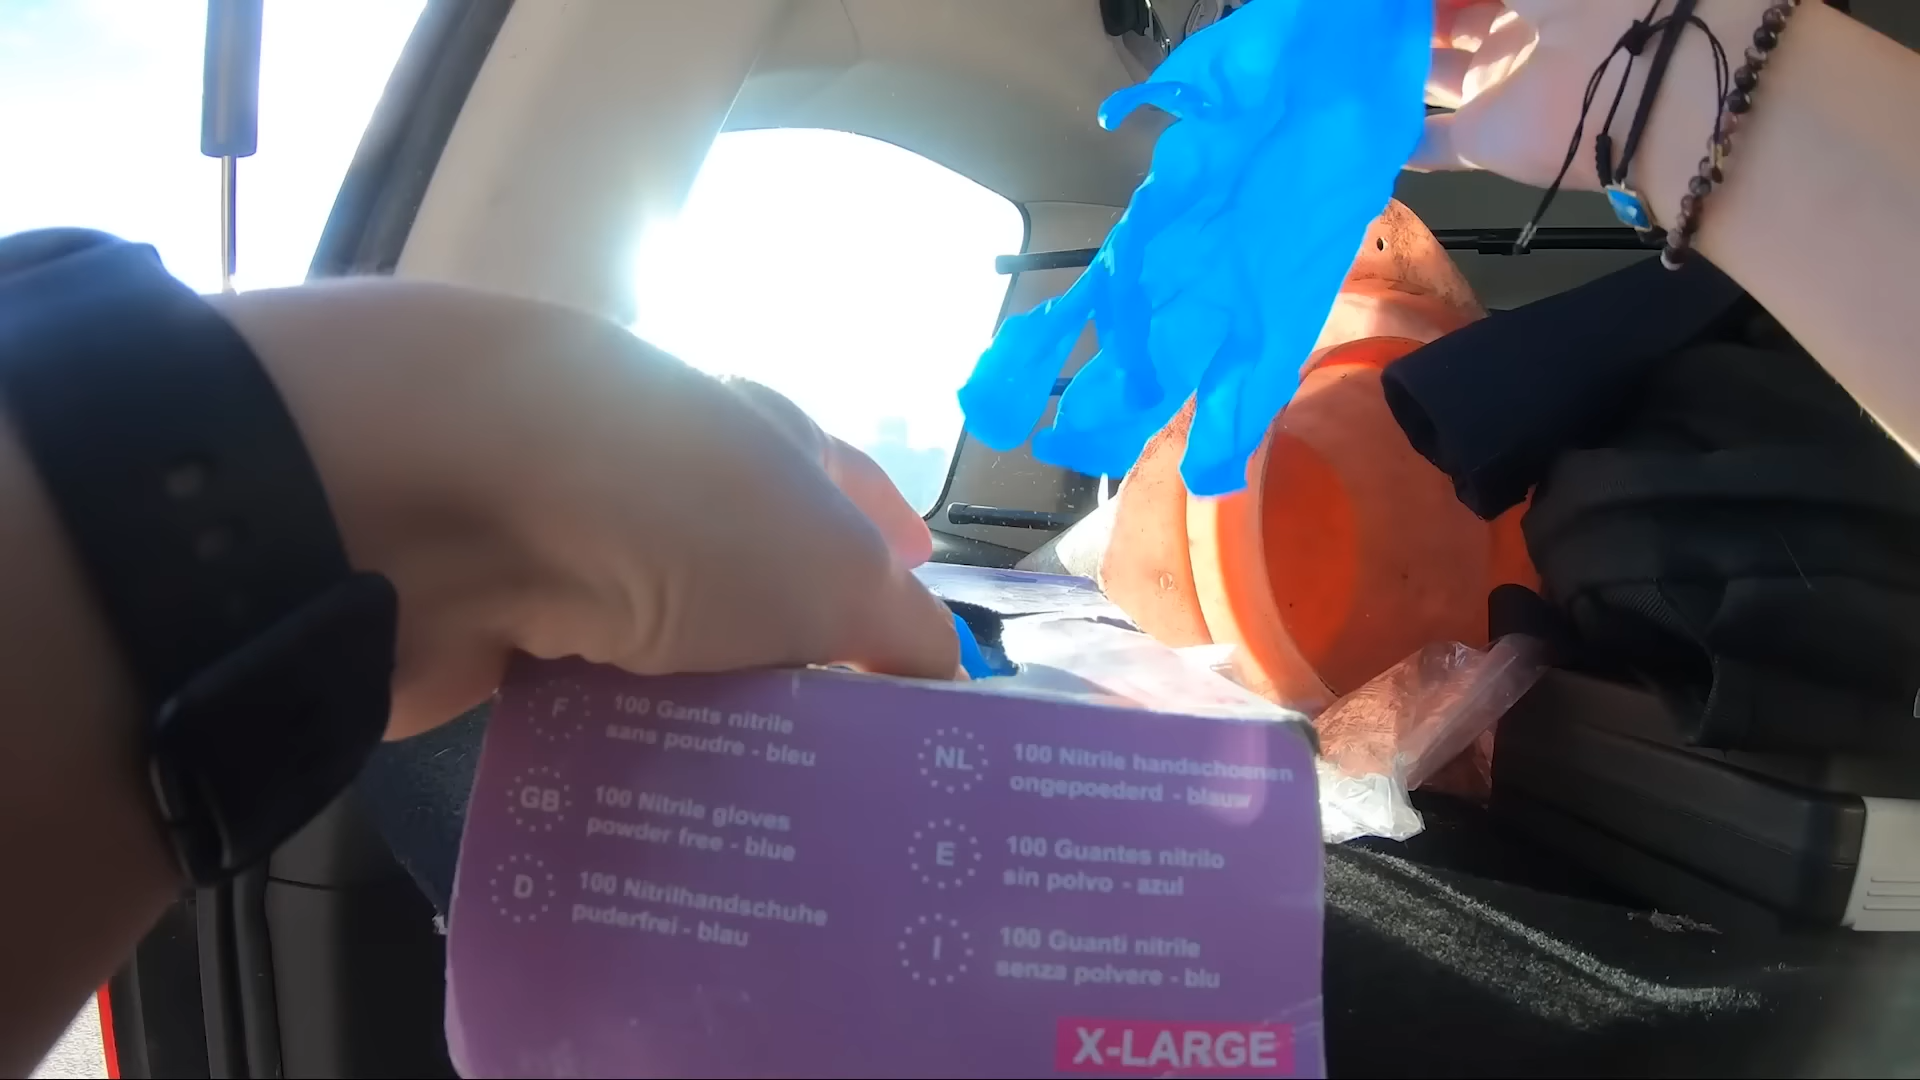 F
100 Gants nitrile
sans poudre - bleu
GB
100 Nitrile gloves
powder free - blue
D
100 Nitrilhandschuhe
puderfrei - blau
NL
100 Nitrile handschoenen
ongepoederd - blauw
E
100 Guantes nitrilo
sin polvo - azul
I
100 Guanti nitrile
senza polvere - blu
X-LARGE